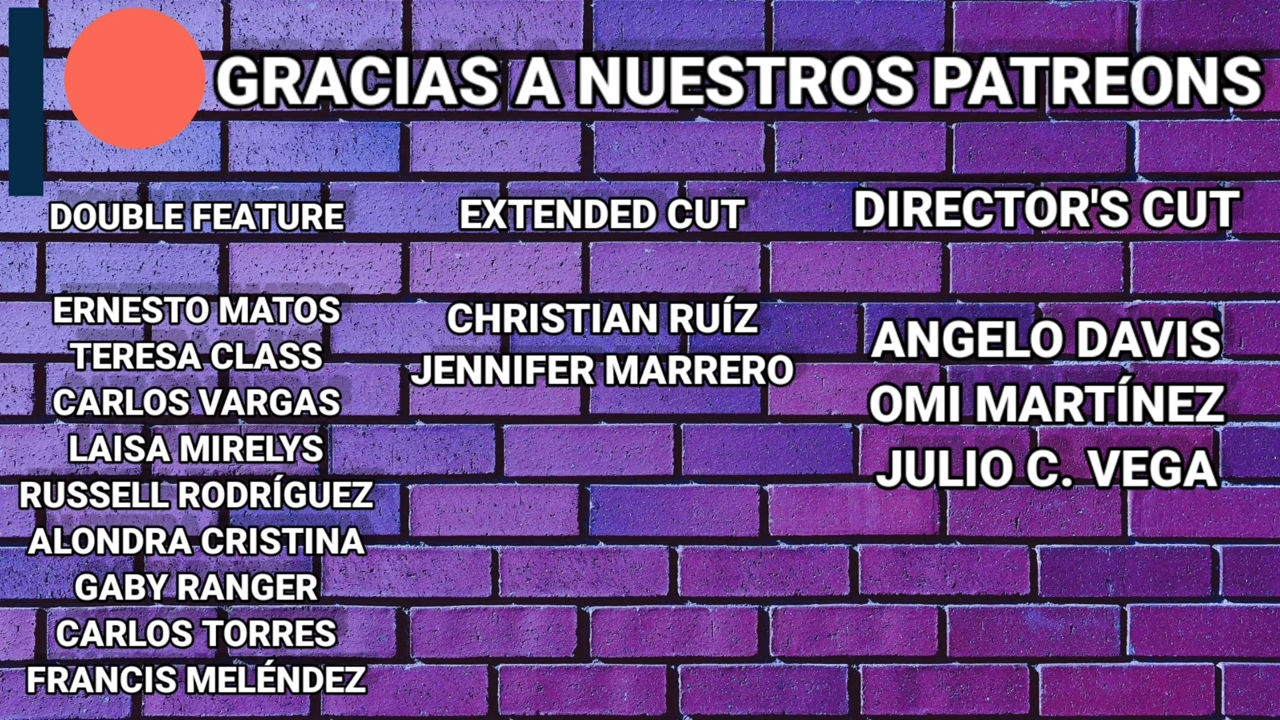 GRACIAS A NUESTROS PATREONS
DOUBLE FEATURE
ERNESTO MATOS
TERESA CLASS
CARLOS VARGAS
LAISA MIRELYS
RUSSELL RODRÍGUEZ
ALONDRA CRISTINA
GABY RANGER
CARLOS TORRES
FRANCIS MELÉNDEZ
EXTENDED CUT
CHRISTIAN RUÍZ
JENNIFER MARRERO
DIRECTOR'S CUT
ANGELO DAVIS
OMI MARTÍNEZ
JULIO C. VEGA